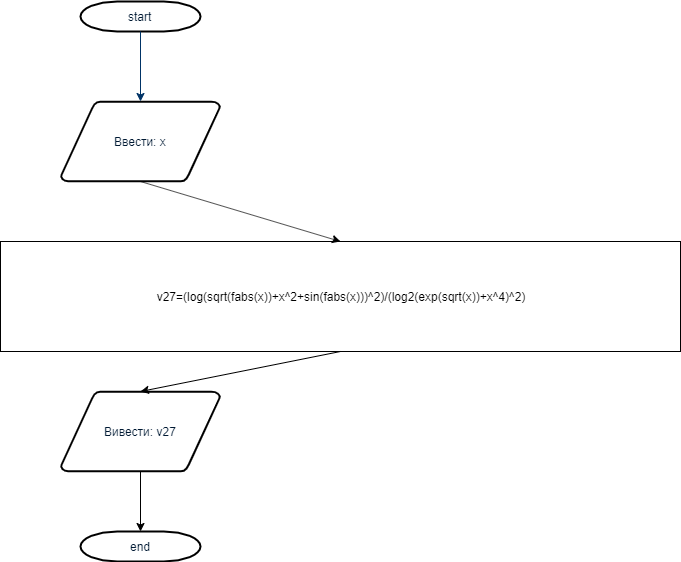 start
Ввести: x
v27=(log(sqrt(fabs(x))+x^2+sin(fabs(x)))^2)/(log2(exp(sqrt(x))+x^4)^2)
Вивести: v27
end